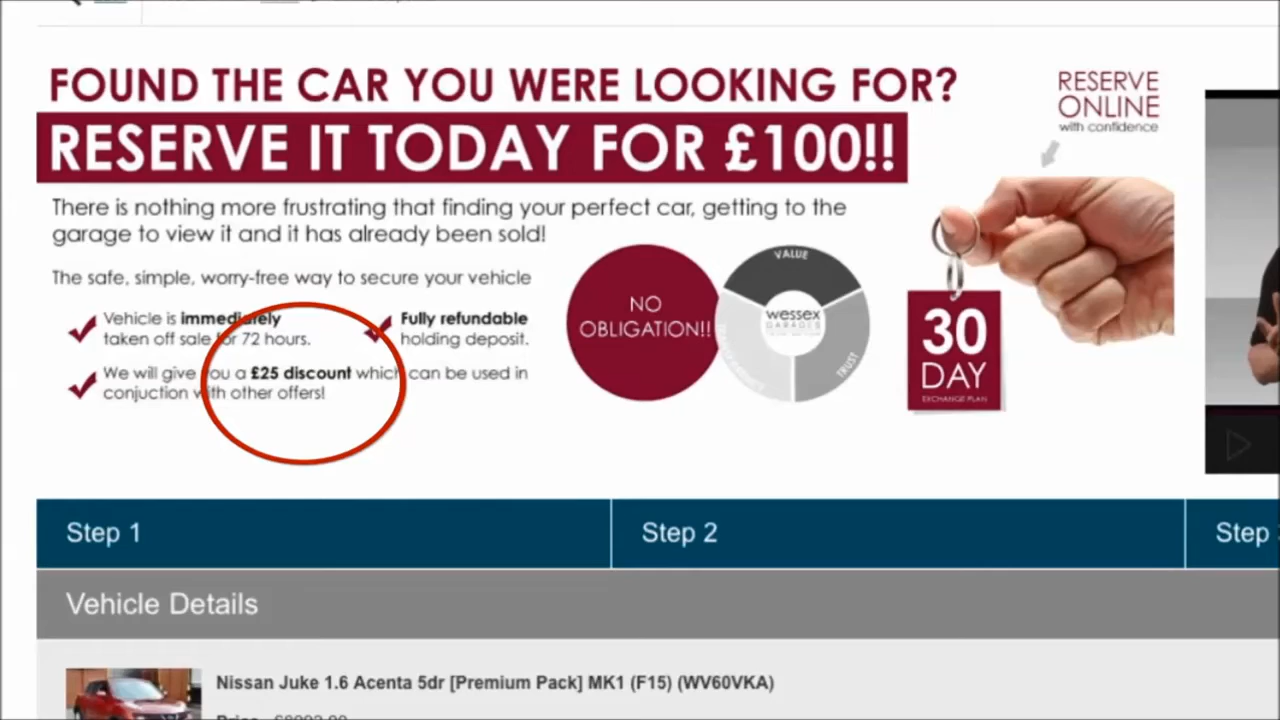 FOUND THE CAR YOU WERE LOOKING FOR?
RESERVE IT TODAY FOR £100!!
There is nothing more frustrating that finding your perfect car, getting to the
garage to view it and it has already been sold!
The safe, simple, worry-free way to secure your vehicle
Vehicle is immediately
taken off sale for 72 hours.
Fully refundable
holding deposit.
We will give you a £25 discount which can be used in
conjuction with other offers!
NO
OBLIGATION!!
VALUE
wessex
GARAGES
TRUST
RESERVE
ONLINE
with confidence
30
DAY
EXCHANGE PLAN
Step 1
Step 2
Step
Vehicle Details
Nissan Juke 1.6 Acenta 5dr [Premium Pack] MK1 (F15) (WV60VKA)